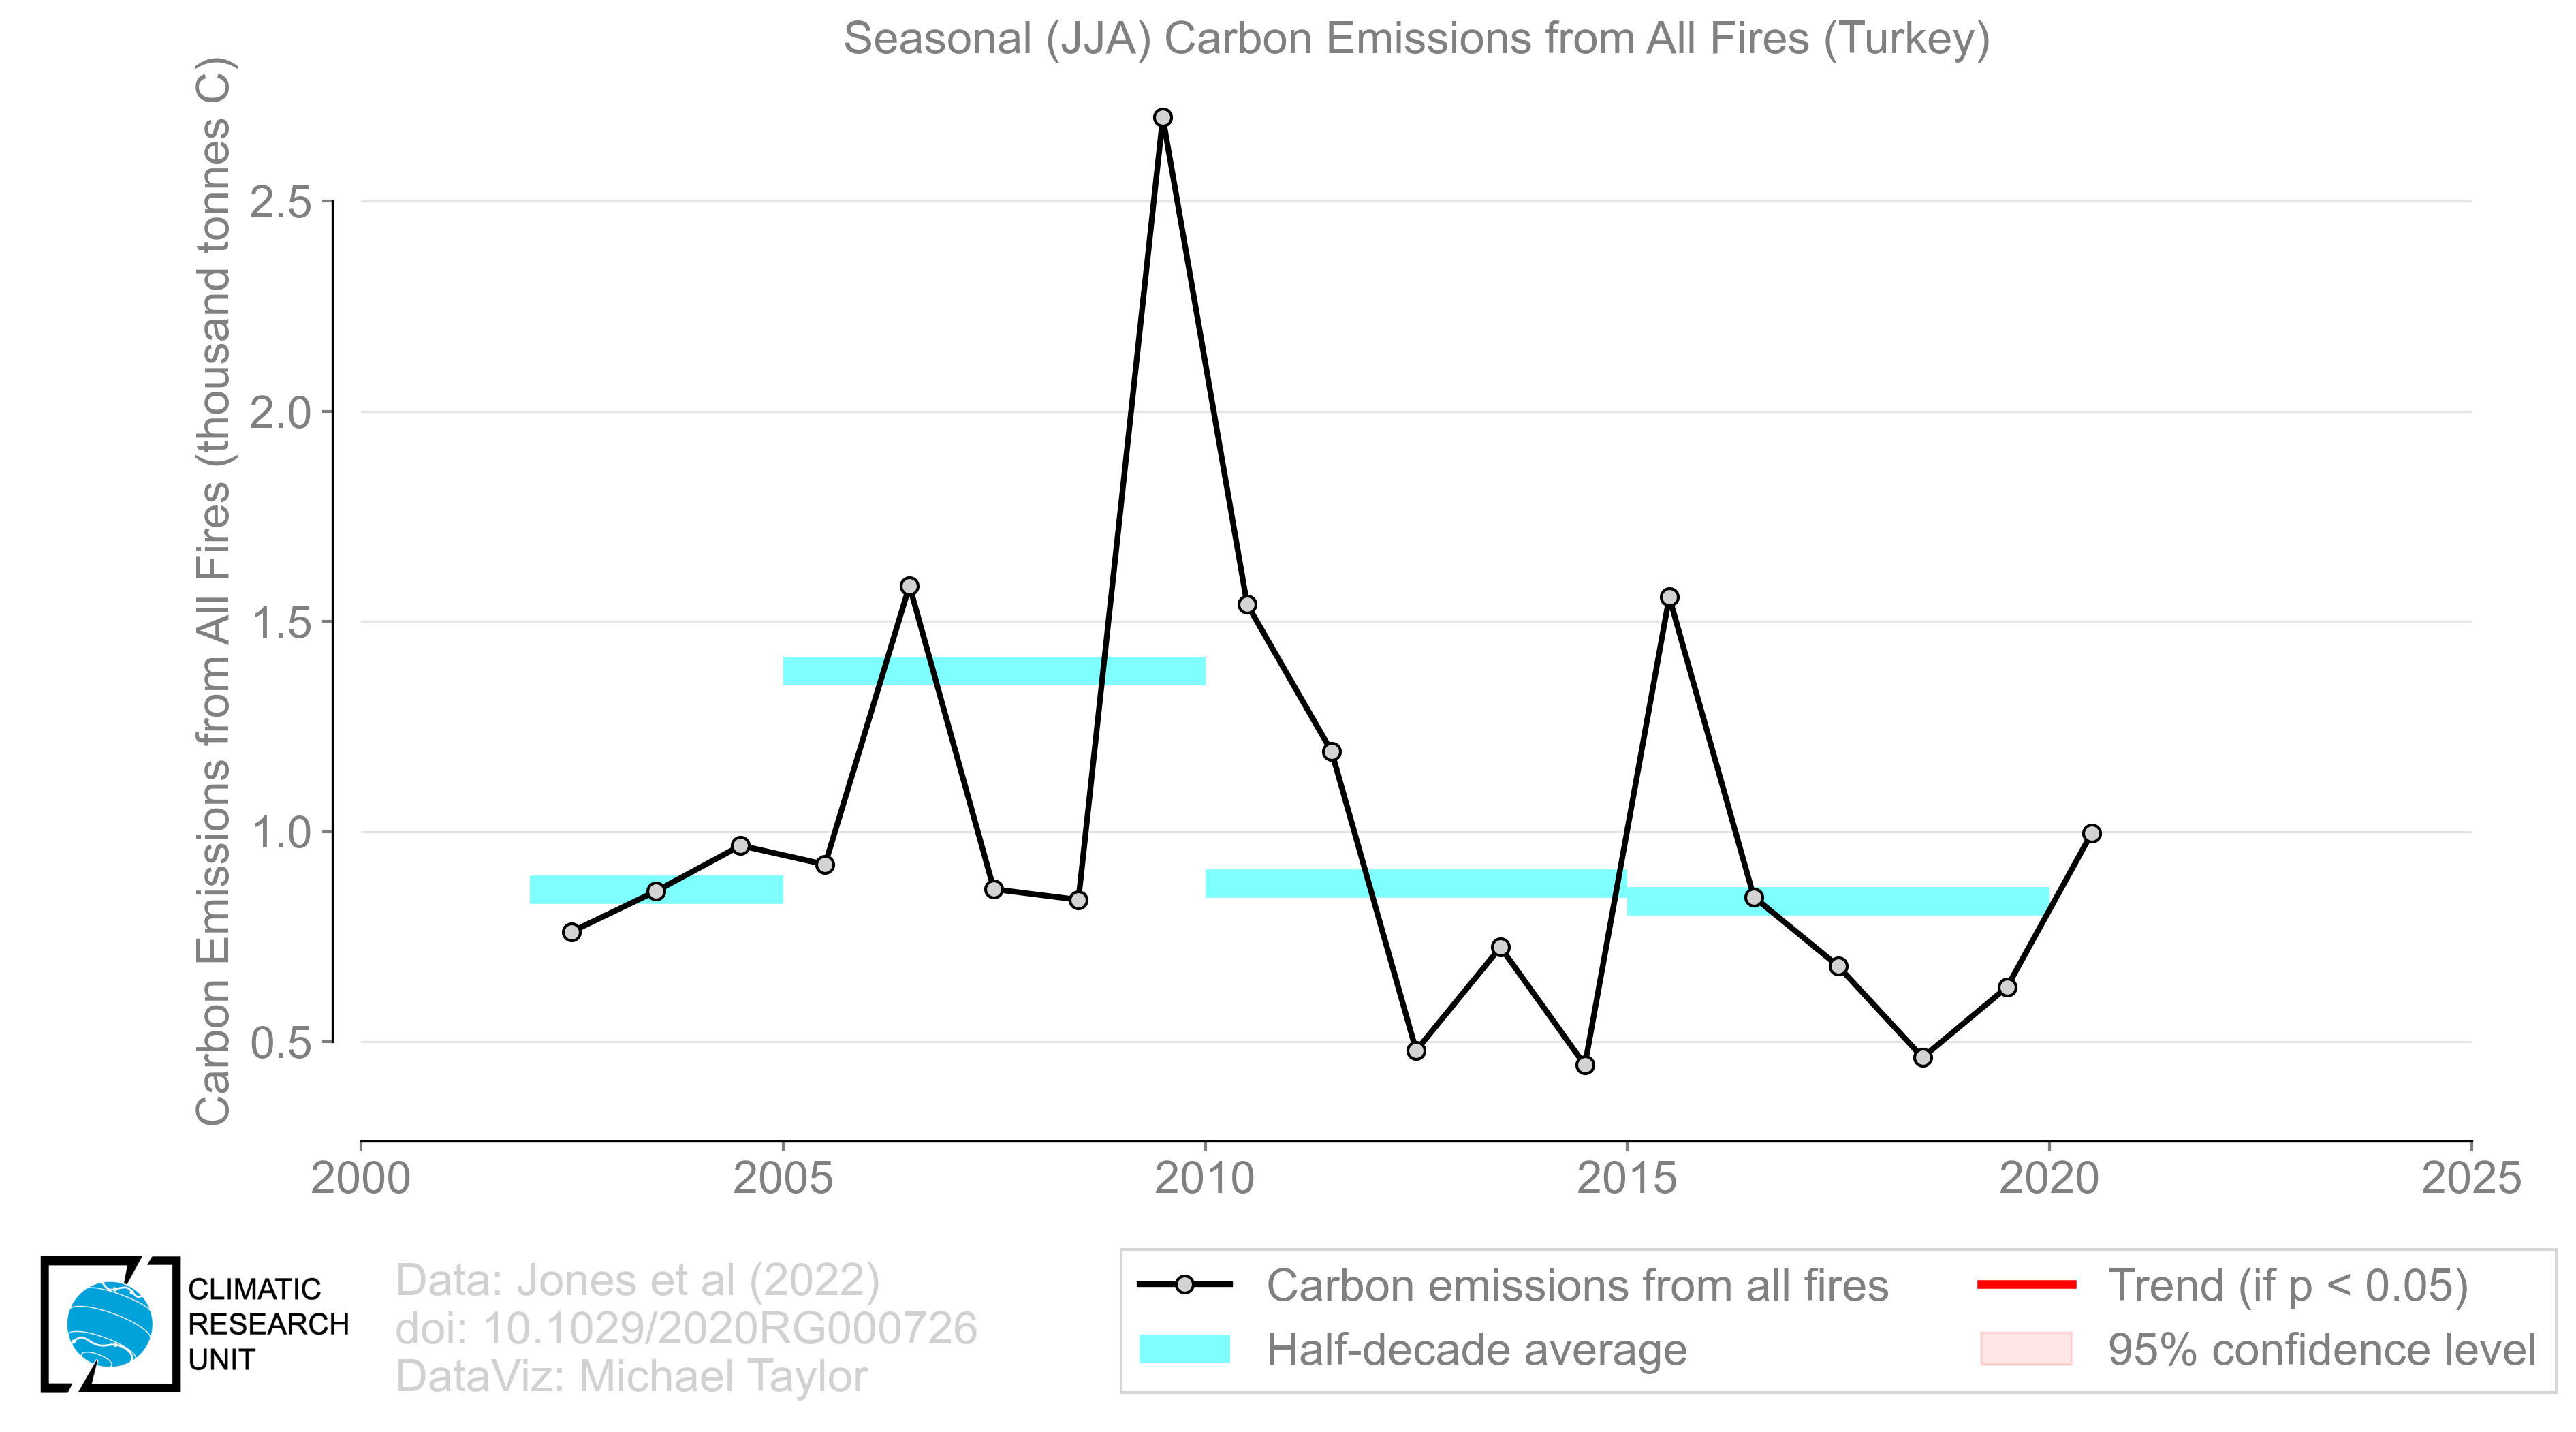 Seasonal (JJA) Carbon Emissions from All Fires (Turkey)
Carbon Emissions from All Fires (thousand tonnes C)
2.5
2.0
1.5
1.0
0.5
2000 2005 2010 2015 2020 2025
CLIMATIC
RESEARCH
UNIT
Data: Jones et al (2022)
doi: 10.1029/2020RG000726
DataViz: Michael Taylor
Carbon emissions from all fires
Half-decade average
Trend (if p < 0.05)
95% confidence level